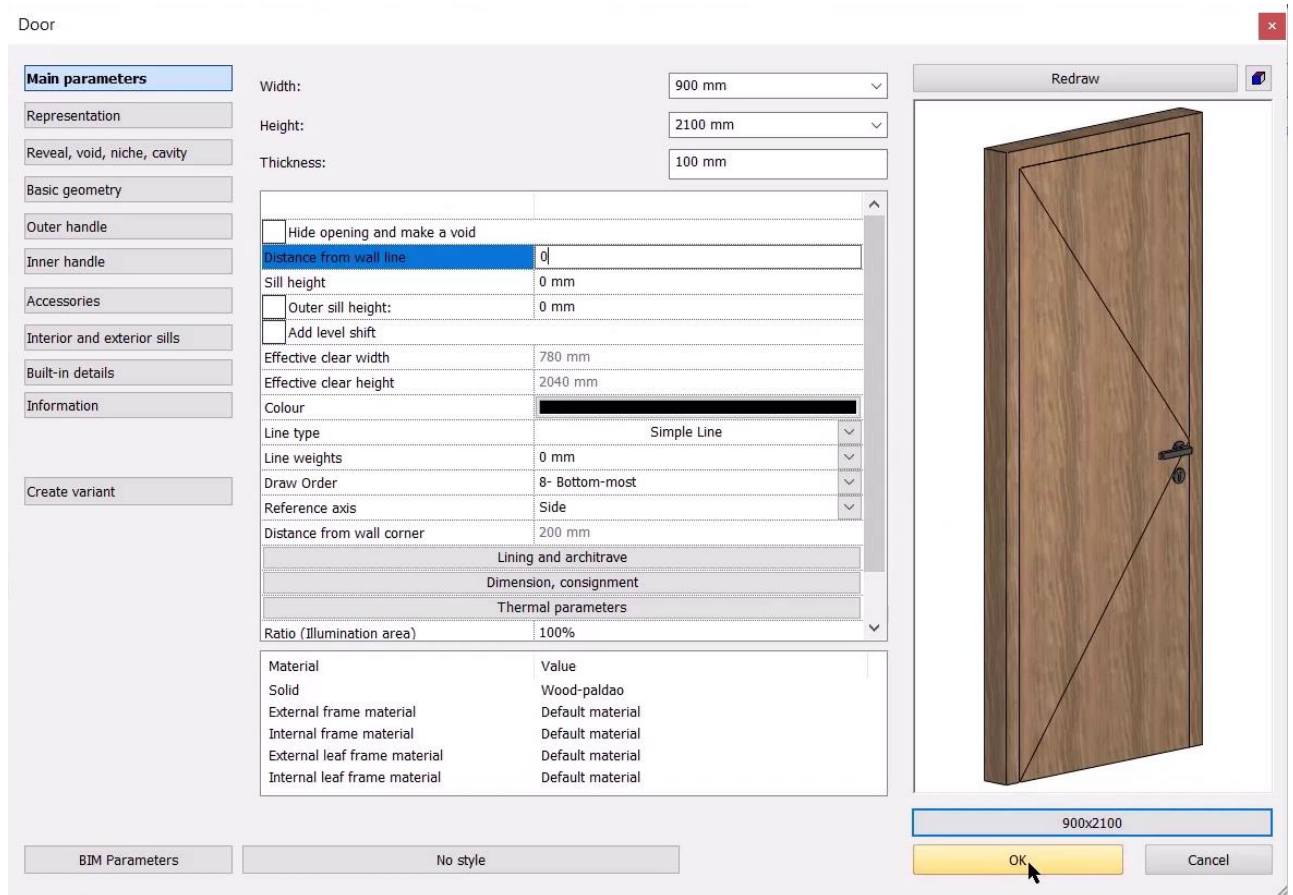 Door
Main parameters
Representation
Reveal, void, niche, cavity
Basic geometry
Outer handle
Inner handle
Accessories
Interior and exterior sills
Built-in details
Information
Create variant
Width: 900 mm
Height: 2100 mm
Thickness: 100 mm
Hide opening and make a void
Distance from wall line 0
Sill height 0 mm
Outer sill height: 0 mm
Add level shift
Effective clear width 780 mm
Effective clear height 2040 mm
Colour
Line type Simple Line
Line weights 0 mm
Draw Order 8- Bottom-most
Reference axis Side
Distance from wall corner 200 mm
Lining and architrave
Dimension, consignment
Thermal parameters
Ratio (Illumination area) 100%
Material Value
Solid Wood-paldao
External frame material Default material
Internal frame material Default material
External leaf frame material Default material
Internal leaf frame material Default material
Redraw
900x2100
BIM Parameters
No style
OK
Cancel